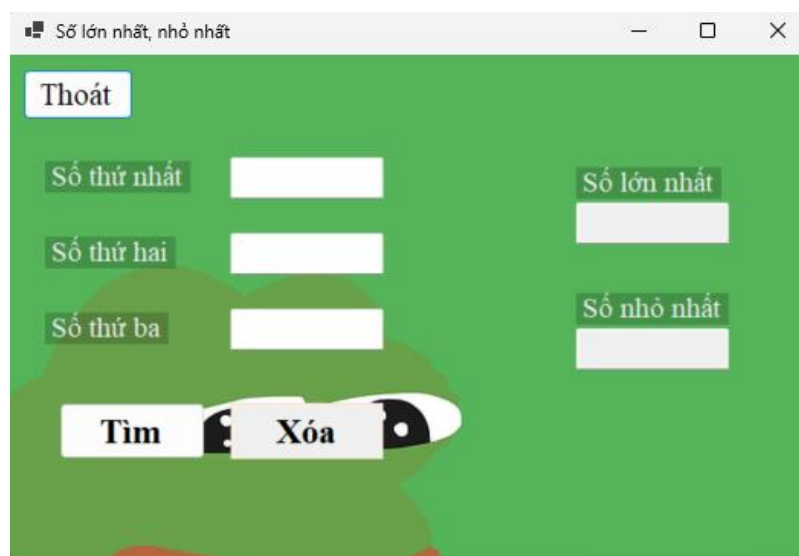 Số lớn nhất, nhỏ nhất
Thoát
Số thứ nhất
Số lớn nhất
Số thứ hai
Số nhỏ nhất
Số thứ ba
Tìm
Xóa